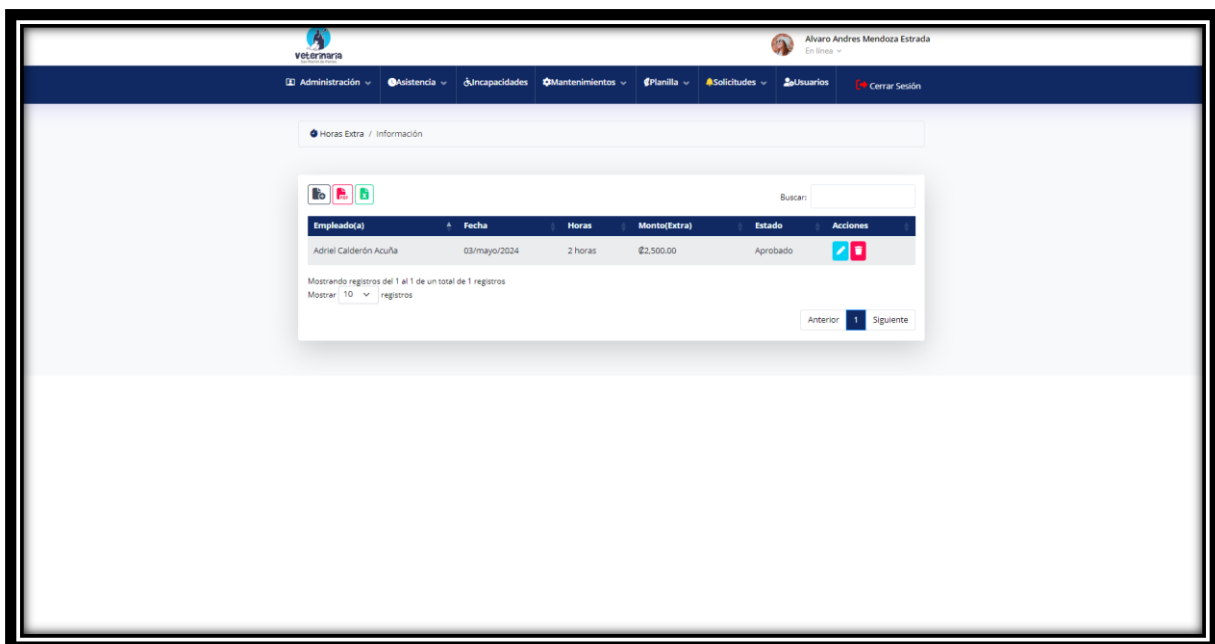 veterinaria
Alvaro Andres Mendoza Estrada
En línea
Administración Asistencia Incapacidades Mantenimientos Planilla Solicitudes Usuarios Cerrar Sesión
Horas Extra / Información
Buscar:
Empleado(a) Fecha Horas Monto(Extra) Estado Acciones
Adriel Calderón Acuña 03/mayo/2024 2 horas ₡2,500.00 Aprobado
Mostrando registros del 1 al 1 de un total de 1 registros
Mostrar 10 registros
Anterior 1 Siguiente